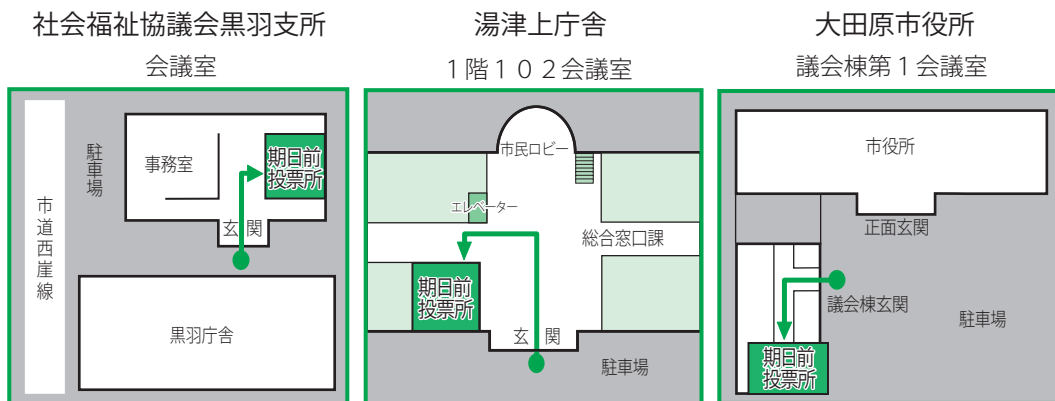 社会福祉協議会黒羽支所
会議室
市道西崖線
駐車場
事務室
期日前
投票所
玄関
黒羽庁舎
湯津上庁舎
1階102会議室
市民ロビー
エレベーター
総合窓口課
期日前
投票所
玄関
駐車場
大田原市役所
議会棟第1会議室
市役所
正面玄関
議会棟玄関
駐車場
期日前
投票所